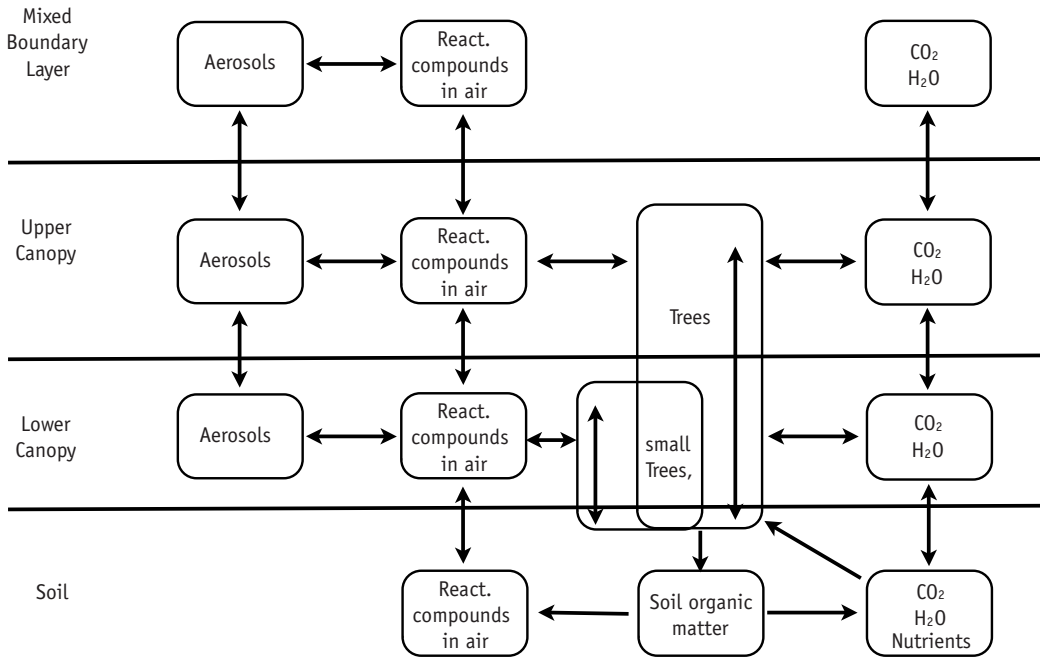 Mixed
Boundary
Layer
Aerosols
React.
compounds
in air
CO₂
H₂O
Upper
Canopy
Aerosols
React.
compounds
in air
Trees
CO₂
H₂O
Lower
Canopy
Aerosols
React.
compounds
in air
small
Trees,
CO₂
H₂O
Soil
React.
compounds
in air
Soil organic
matter
CO₂
H₂O
Nutrients